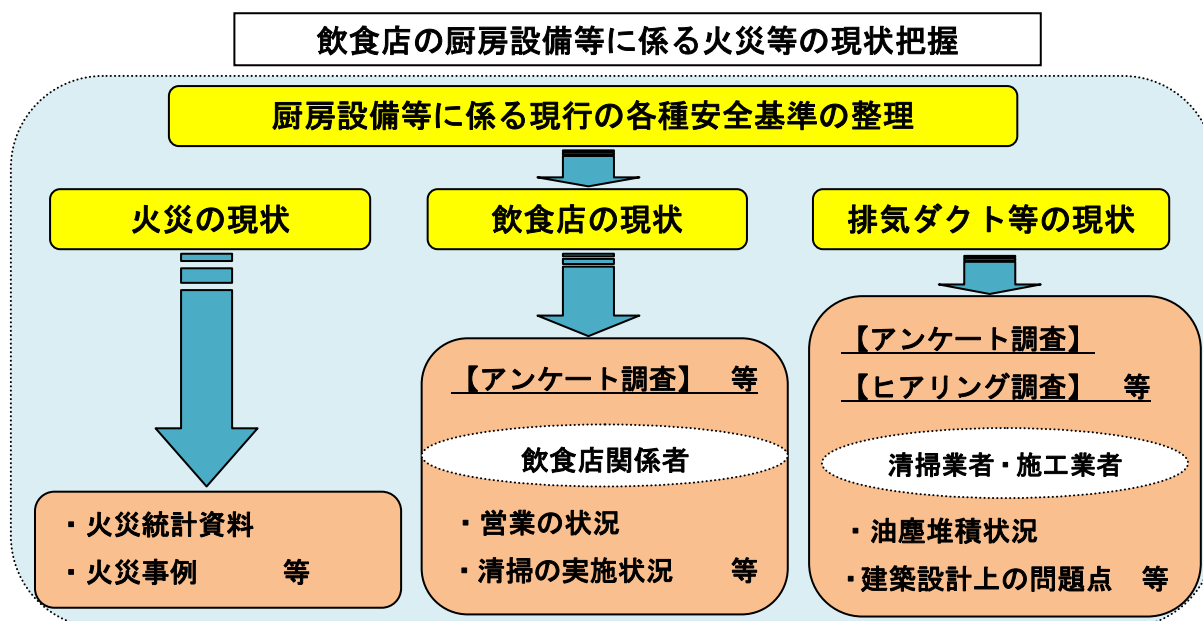 飲食店の厨房設備等に係る火災等の現状把握
厨房設備等に係る現行の各種安全基準の整理
火災の現状
飲食店の現状
排気ダクト等の現状
・火災統計資料
・火災事例 等
【アンケート調査】 等
飲食店関係者
・営業の状況
・清掃の実施状況 等
【アンケート調査】
【ヒアリング調査】 等
清掃業者・施工業者
・油塵堆積状況
・建築設計上の問題点 等